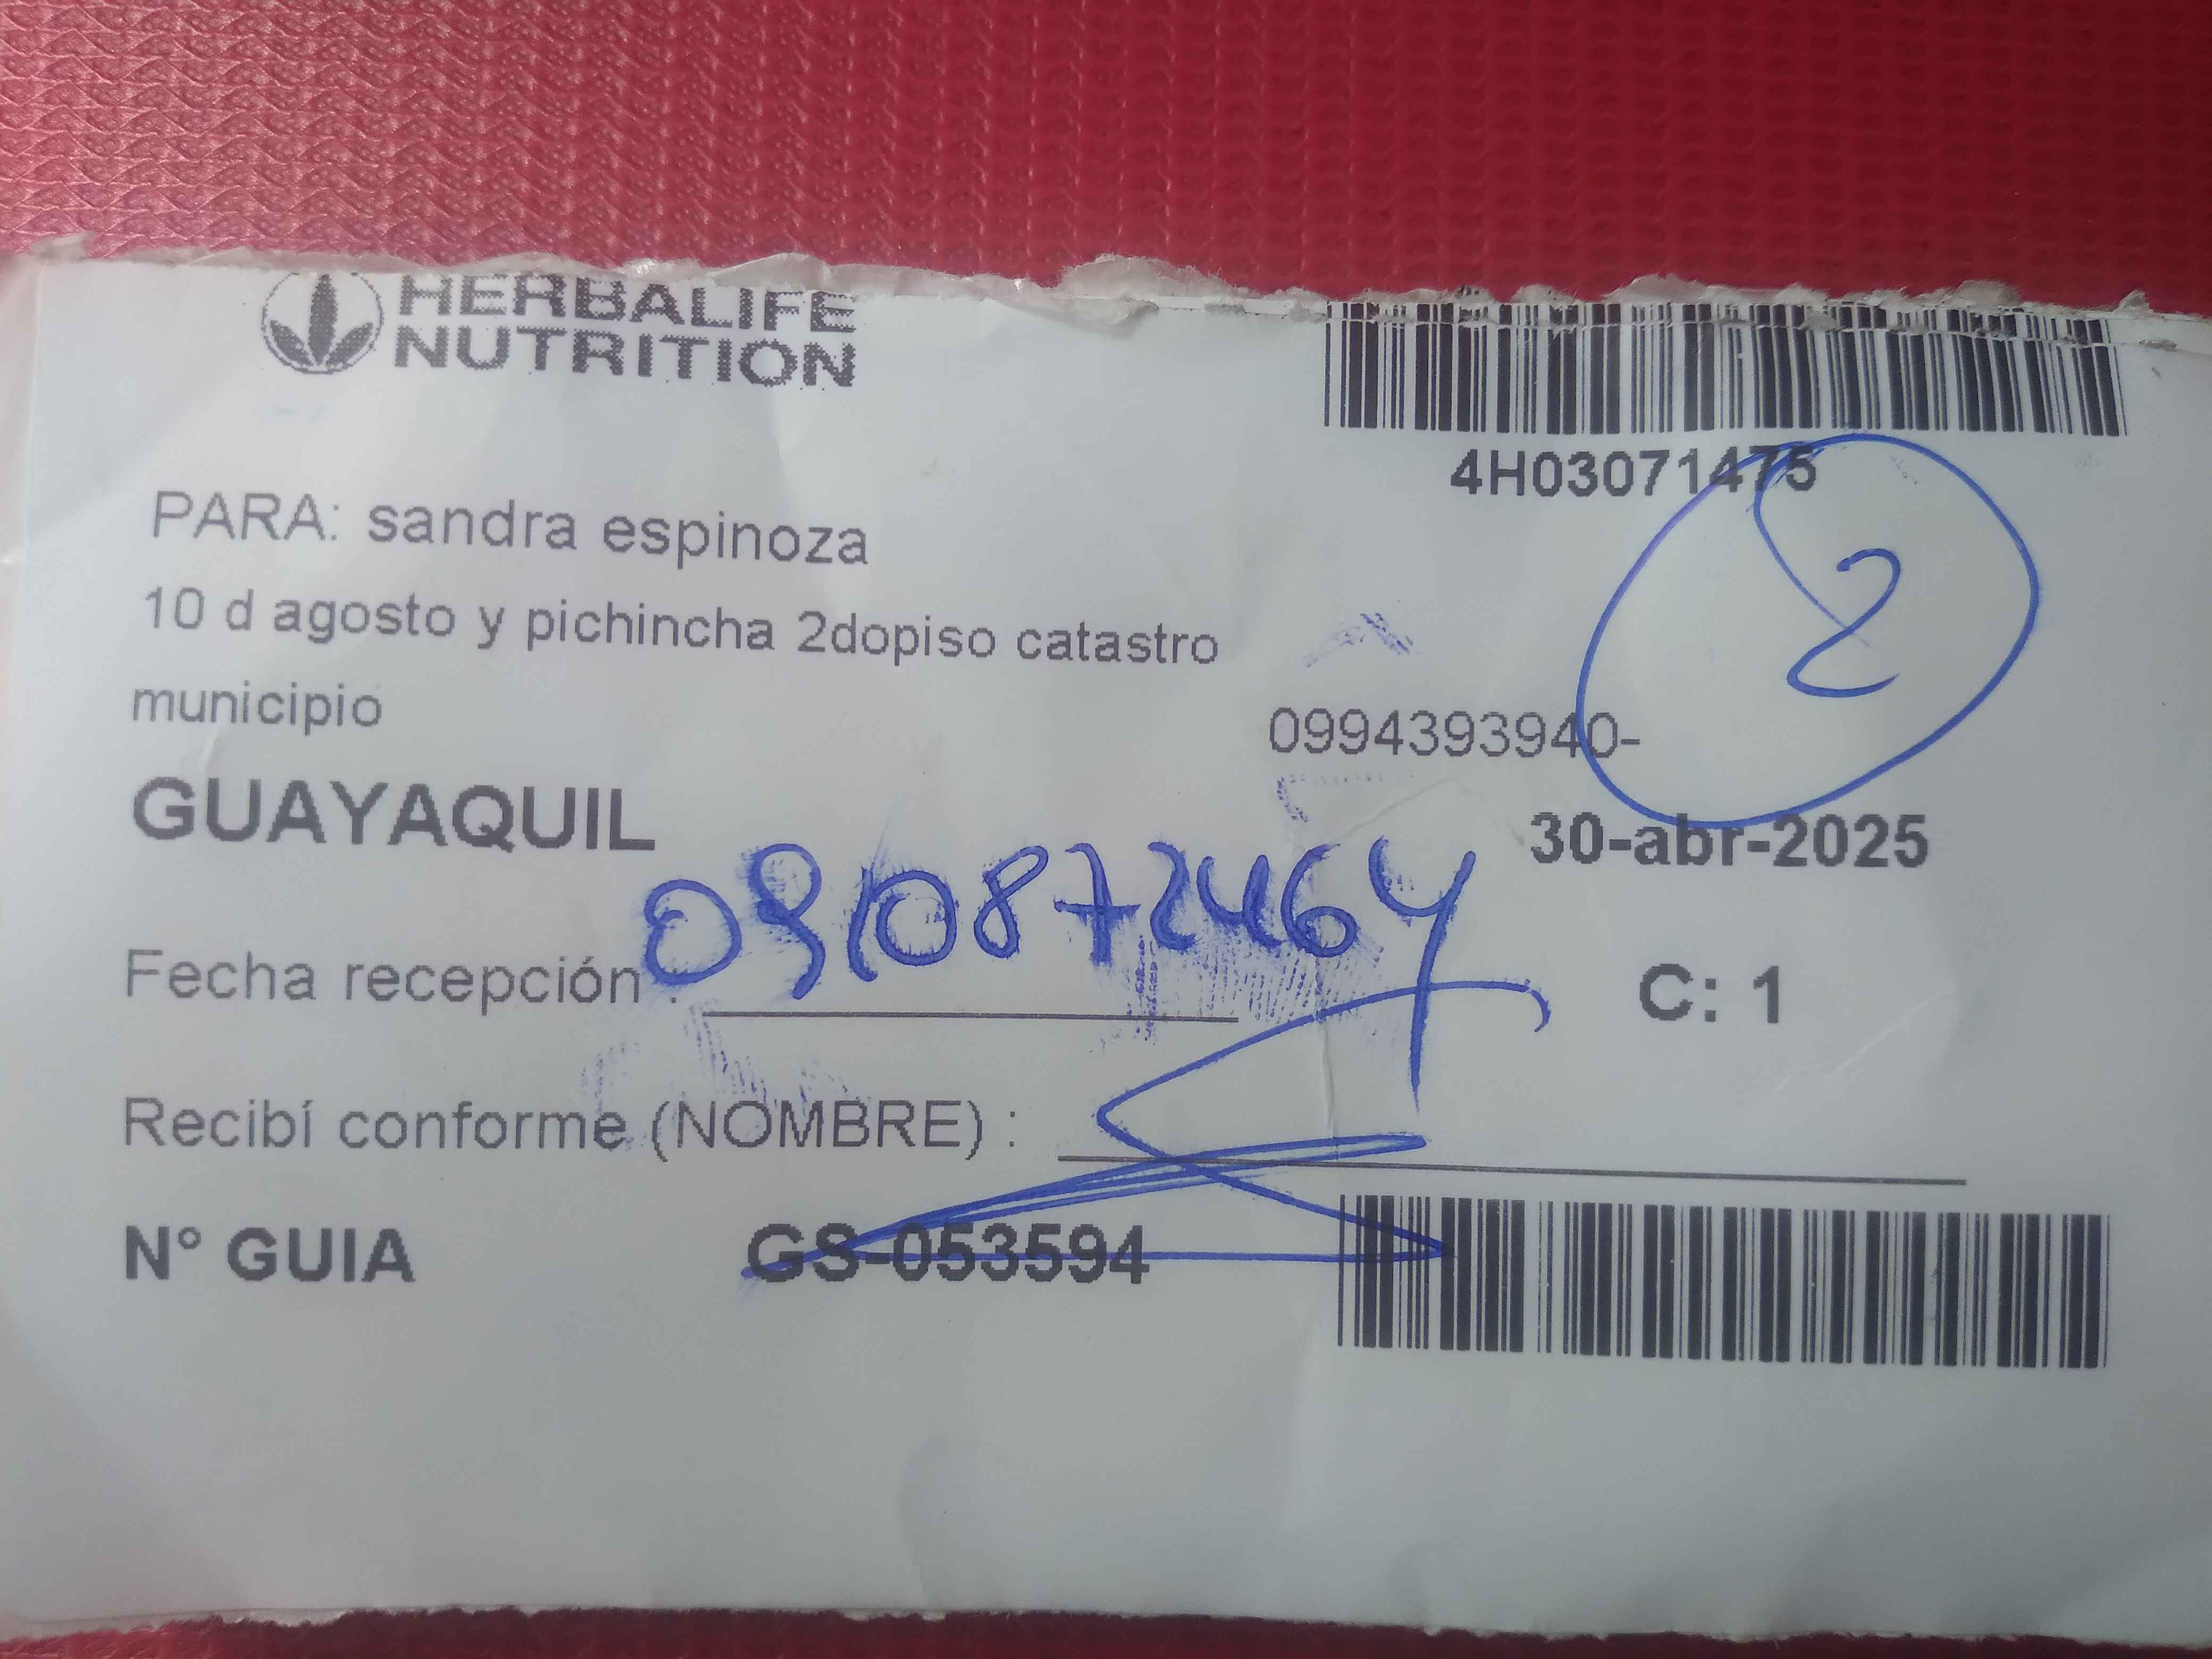 HERBALIFE
NUTRITION
4H03071475
2
PARA: sandra espinoza
10 d agosto y pichincha 2dopiso catastro
municipio
0994393940-
GUAYAQUIL
30-abr-2025
Fecha recepción : 0910872464
C: 1
Recibí conforme (NOMBRE) :
N° GUIA GS-053594